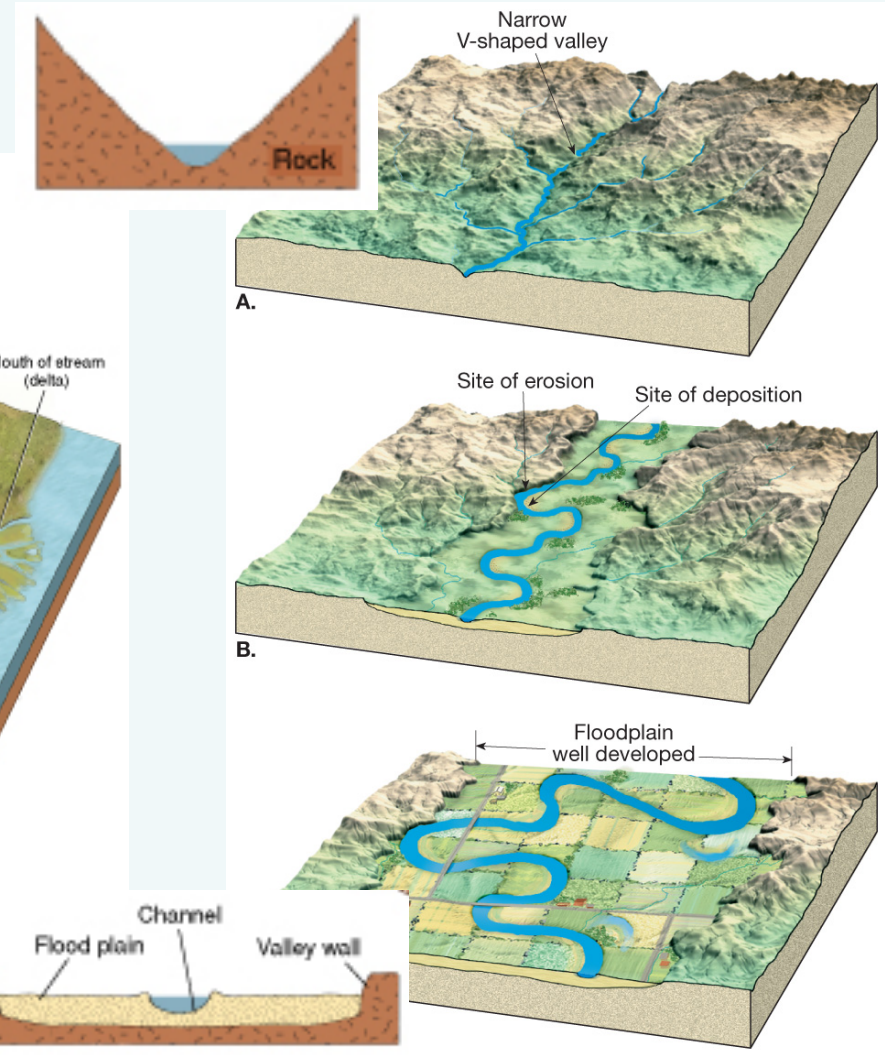 Narrow
V-shaped valley
Rock
A.
outh of stream
(delta)
Site of erosion
Site of deposition
B.
Floodplain
well developed
Channel
Flood plain
Valley wall